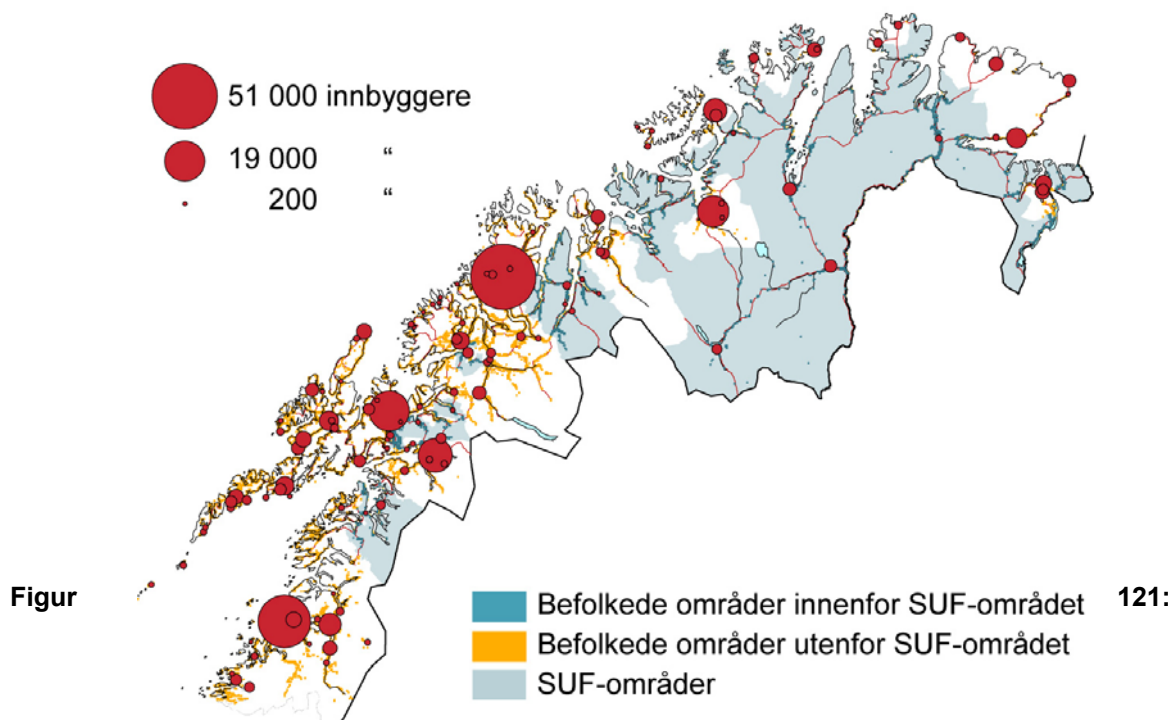 51 000 innbyggere
19 000 “
200 “
Figur 121:
Befolkede områder innenfor SUF-området
Befolkede områder utenfor SUF-området
SUF-områder